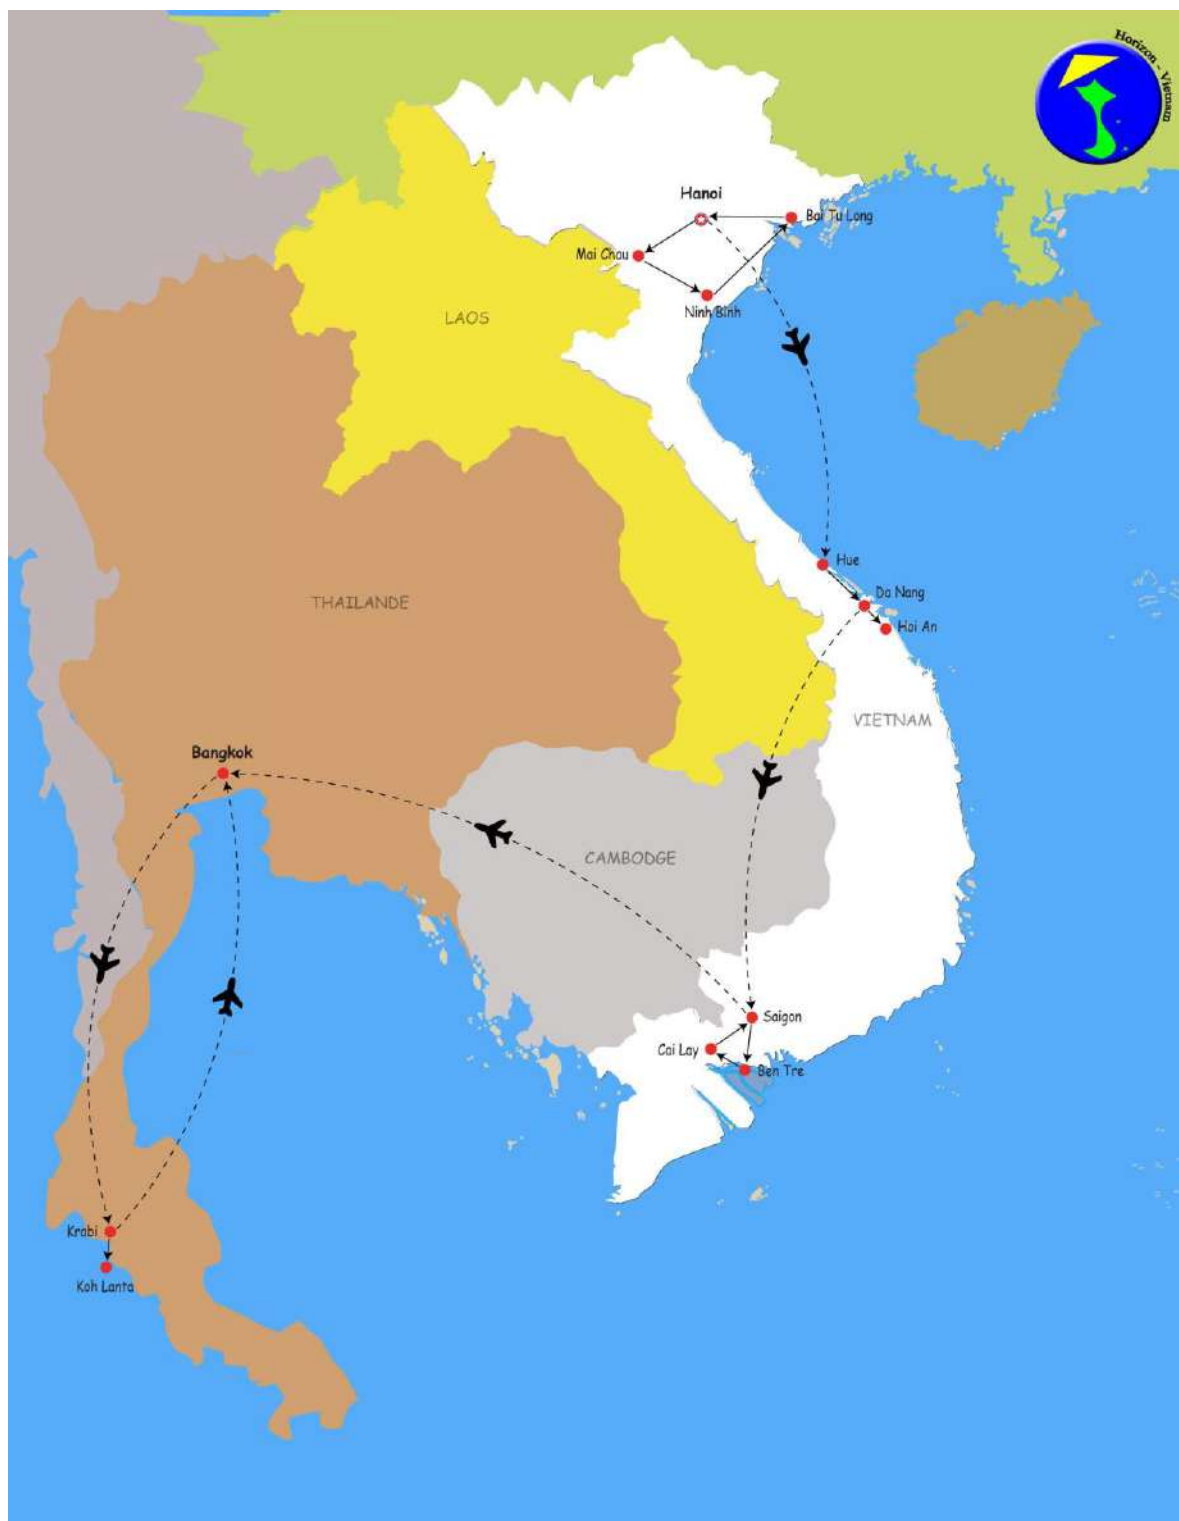 Horizon - Vietnam
Hanoi
Bai Tu Long
Mai Chau
Ninh Binh
LAOS
Hue
Da Nang
Hoi An
THAILANDE
VIETNAM
Bangkok
CAMBODGE
Saigon
Cai Lay
Ben Tre
Krabi
Koh Lanta